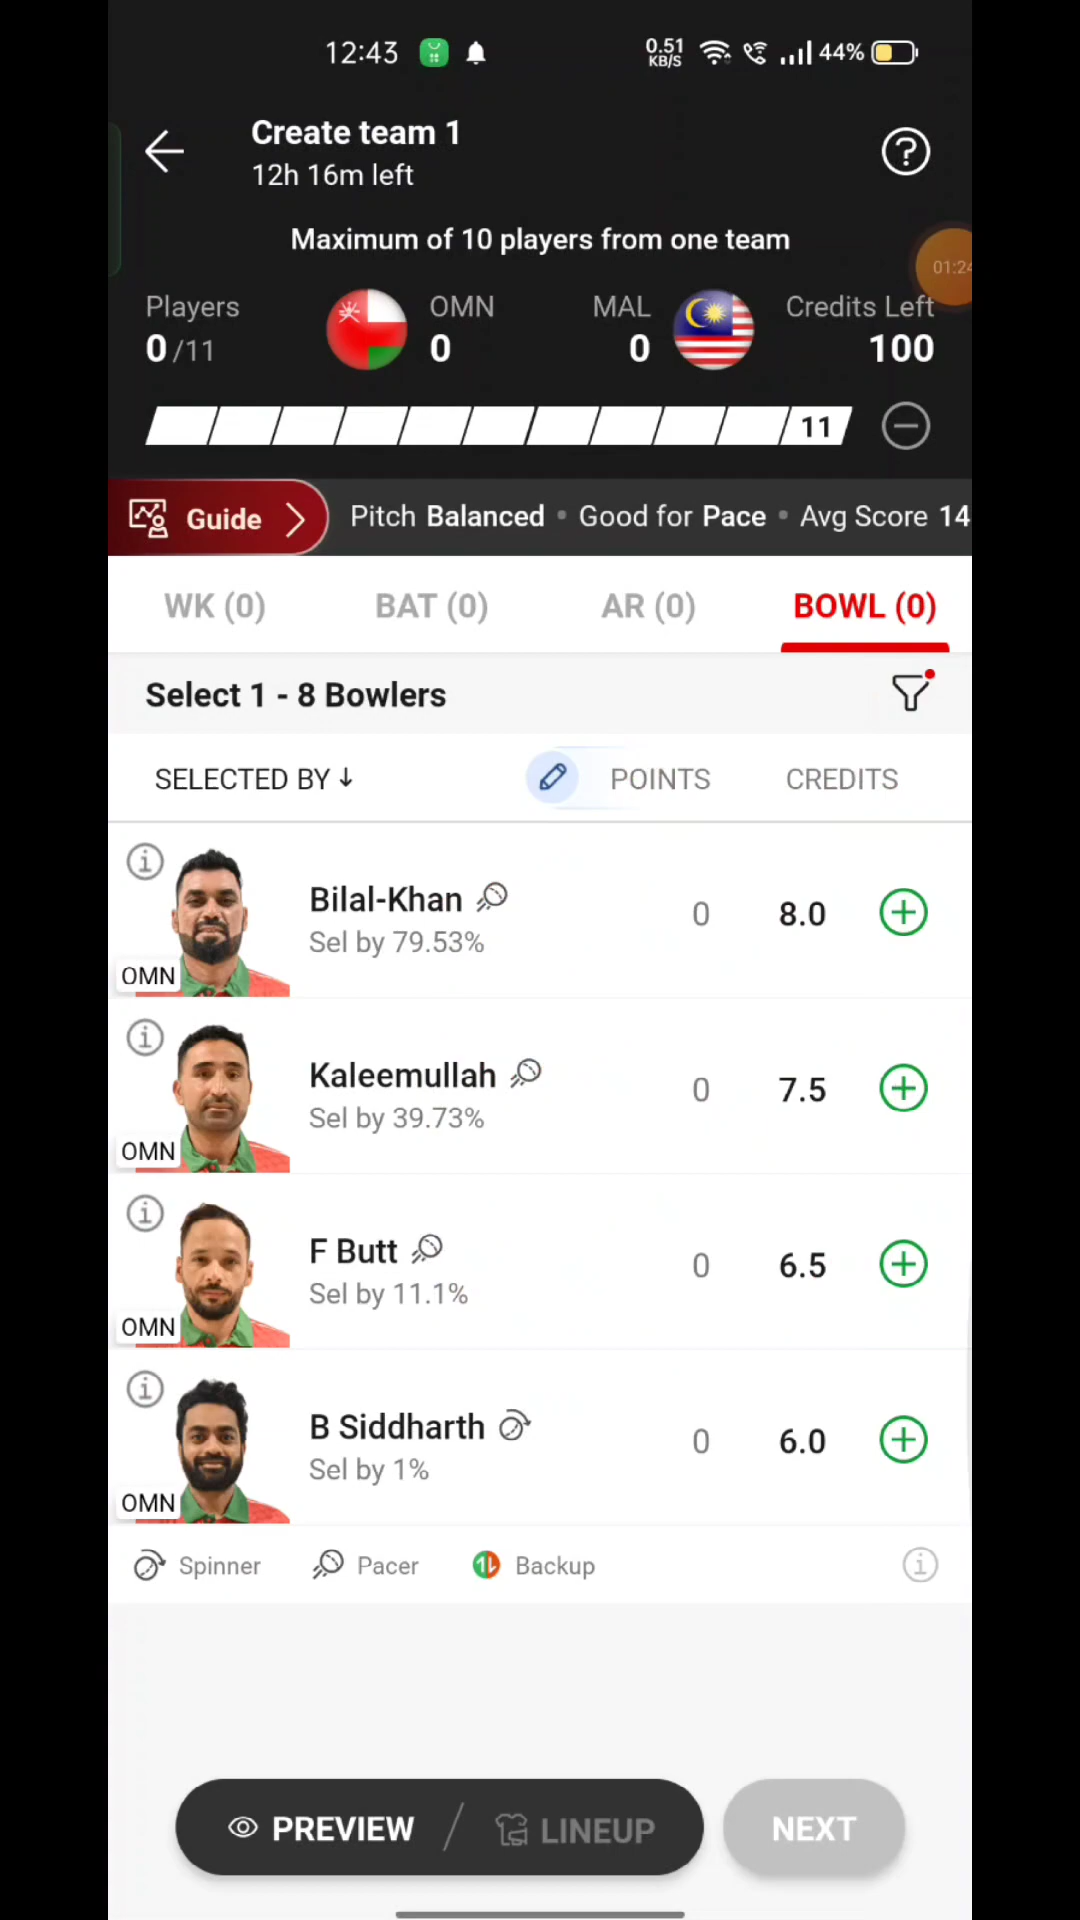 12:43
0.51 KB/S
44%
Create team 1
12h 16m left
Maximum of 10 players from one team
01:24
Players
0/11
OMN
0
MAL
0
Credits Left
100
11
Guide
Pitch Balanced • Good for Pace • Avg Score 14
WK (0) BAT (0) AR (0) BOWL (0)
Select 1 - 8 Bowlers
SELECTED BY ↓ POINTS CREDITS
Bilal-Khan
Sel by 79.53%
0 8.0
OMN
Kaleemullah
Sel by 39.73%
0 7.5
OMN
F Butt
Sel by 11.1%
0 6.5
OMN
B Siddharth
Sel by 1%
0 6.0
OMN
Spinner Pacer Backup
PREVIEW / LINEUP NEXT